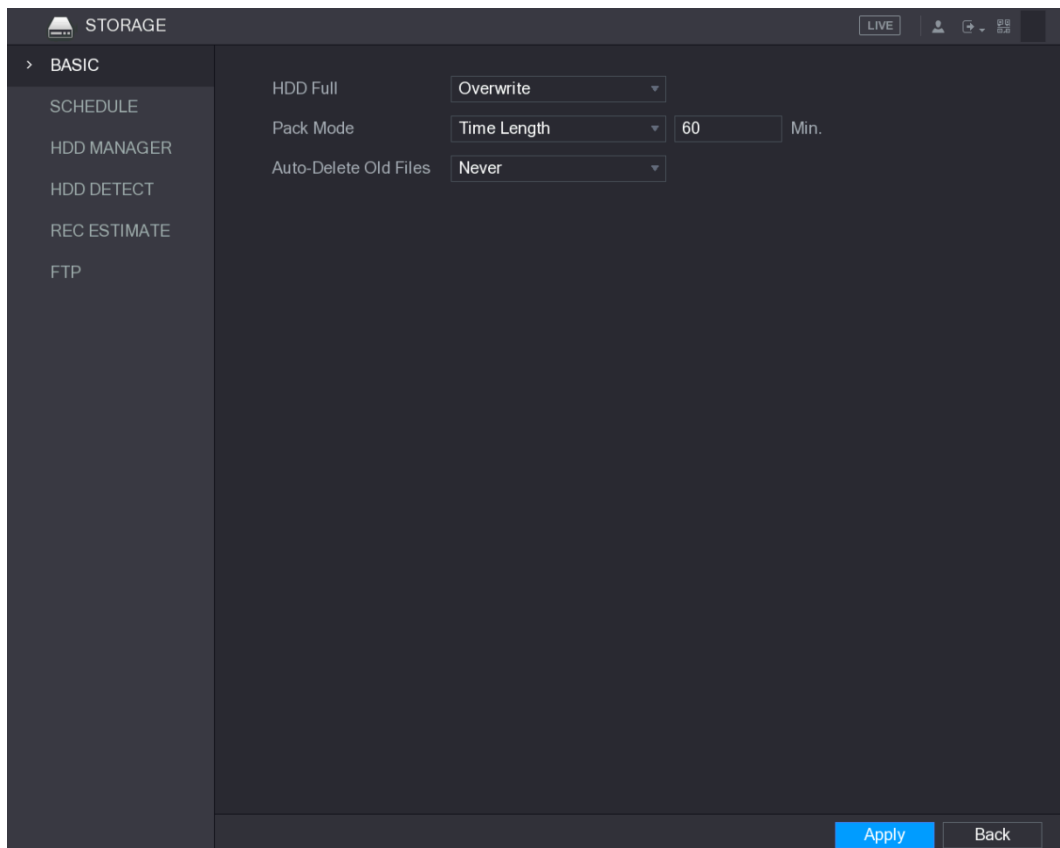 STORAGE
LIVE
BASIC
SCHEDULE
HDD MANAGER
HDD DETECT
REC ESTIMATE
FTP
HDD Full Overwrite
Pack Mode Time Length 60 Min.
Auto-Delete Old Files Never
Apply Back